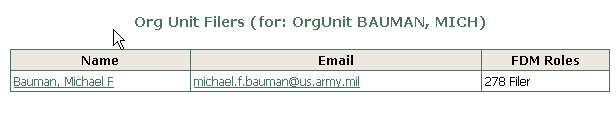 Org Unit Filers (for: OrgUnit BAUMAN, MICH)
Name Email FDM Roles
Bauman, Michael F michael.f.bauman@us.army.mil 278 Filer